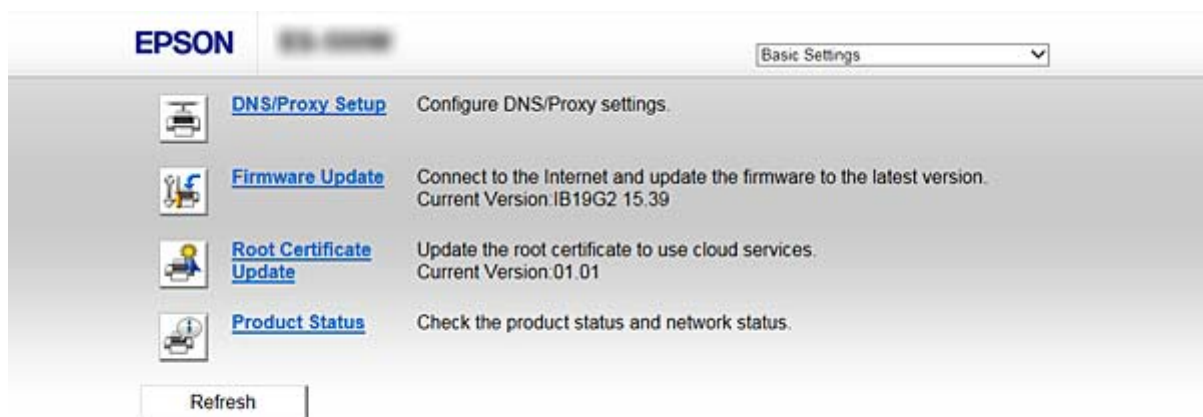 EPSON
Basic Settings
DNS/Proxy Setup
Configure DNS/Proxy settings.
Firmware Update
Connect to the Internet and update the firmware to the latest version.
Current Version:IB19G2 15.39
Root Certificate
Update
Update the root certificate to use cloud services.
Current Version:01.01
Product Status
Check the product status and network status.
Refresh